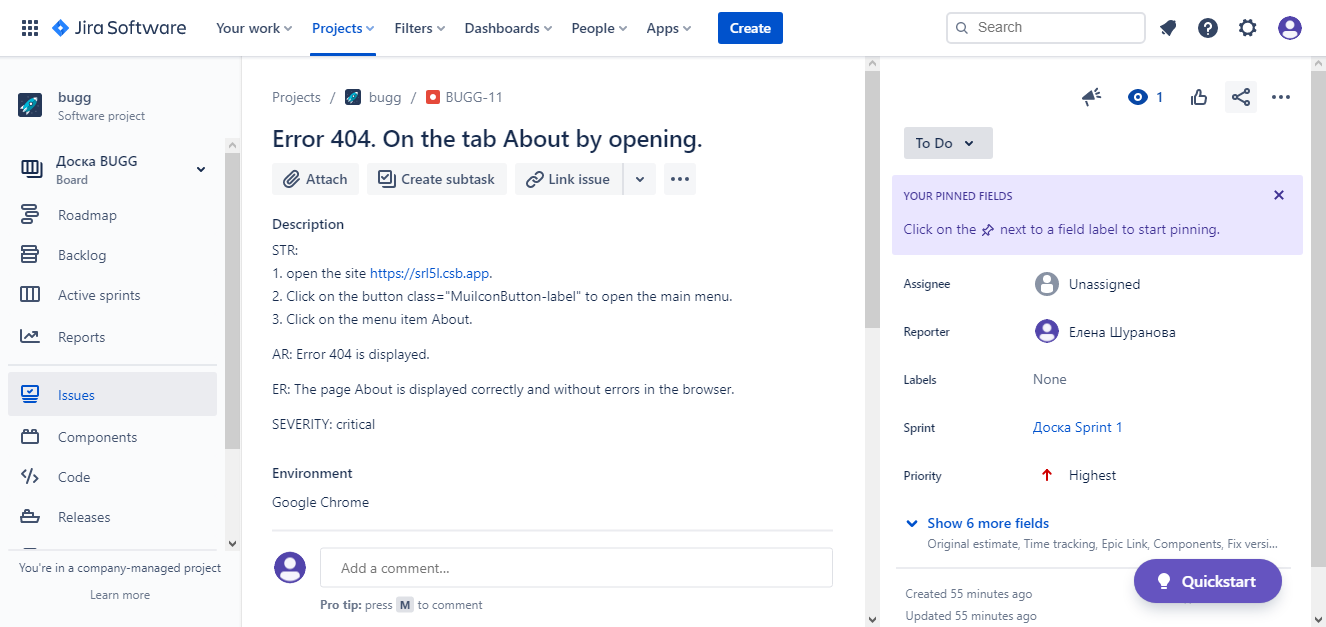 Jira Software Your work Projects Filters Dashboards People Apps Create Search
bugg
Software project
Доска BUGG
Board
Roadmap
Backlog
Active sprints
Reports
Issues
Components
Code
Releases
You're in a company-managed project
Learn more
Projects / bugg / BUGG-11
Error 404. On the tab About by opening.
Attach Create subtask Link issue
Description
STR:
1. open the site https://srl5l.csb.app.
2. Click on the button class="MuiIconButton-label" to open the main menu.
3. Click on the menu item About.
AR: Error 404 is displayed.
ER: The page About is displayed correctly and without errors in the browser.
SEVERITY: critical
Environment
Google Chrome
Add a comment...
Pro tip: press M to comment
1
To Do
YOUR PINNED FIELDS
Click on the next to a field label to start pinning.
Assignee Unassigned
Reporter Елена Шуранова
Labels None
Sprint Доска Sprint 1
Priority Highest
Show 6 more fields
Original estimate, Time tracking, Epic Link, Components, Fix versi...
Quickstart
Created 55 minutes ago
Updated 55 minutes ago